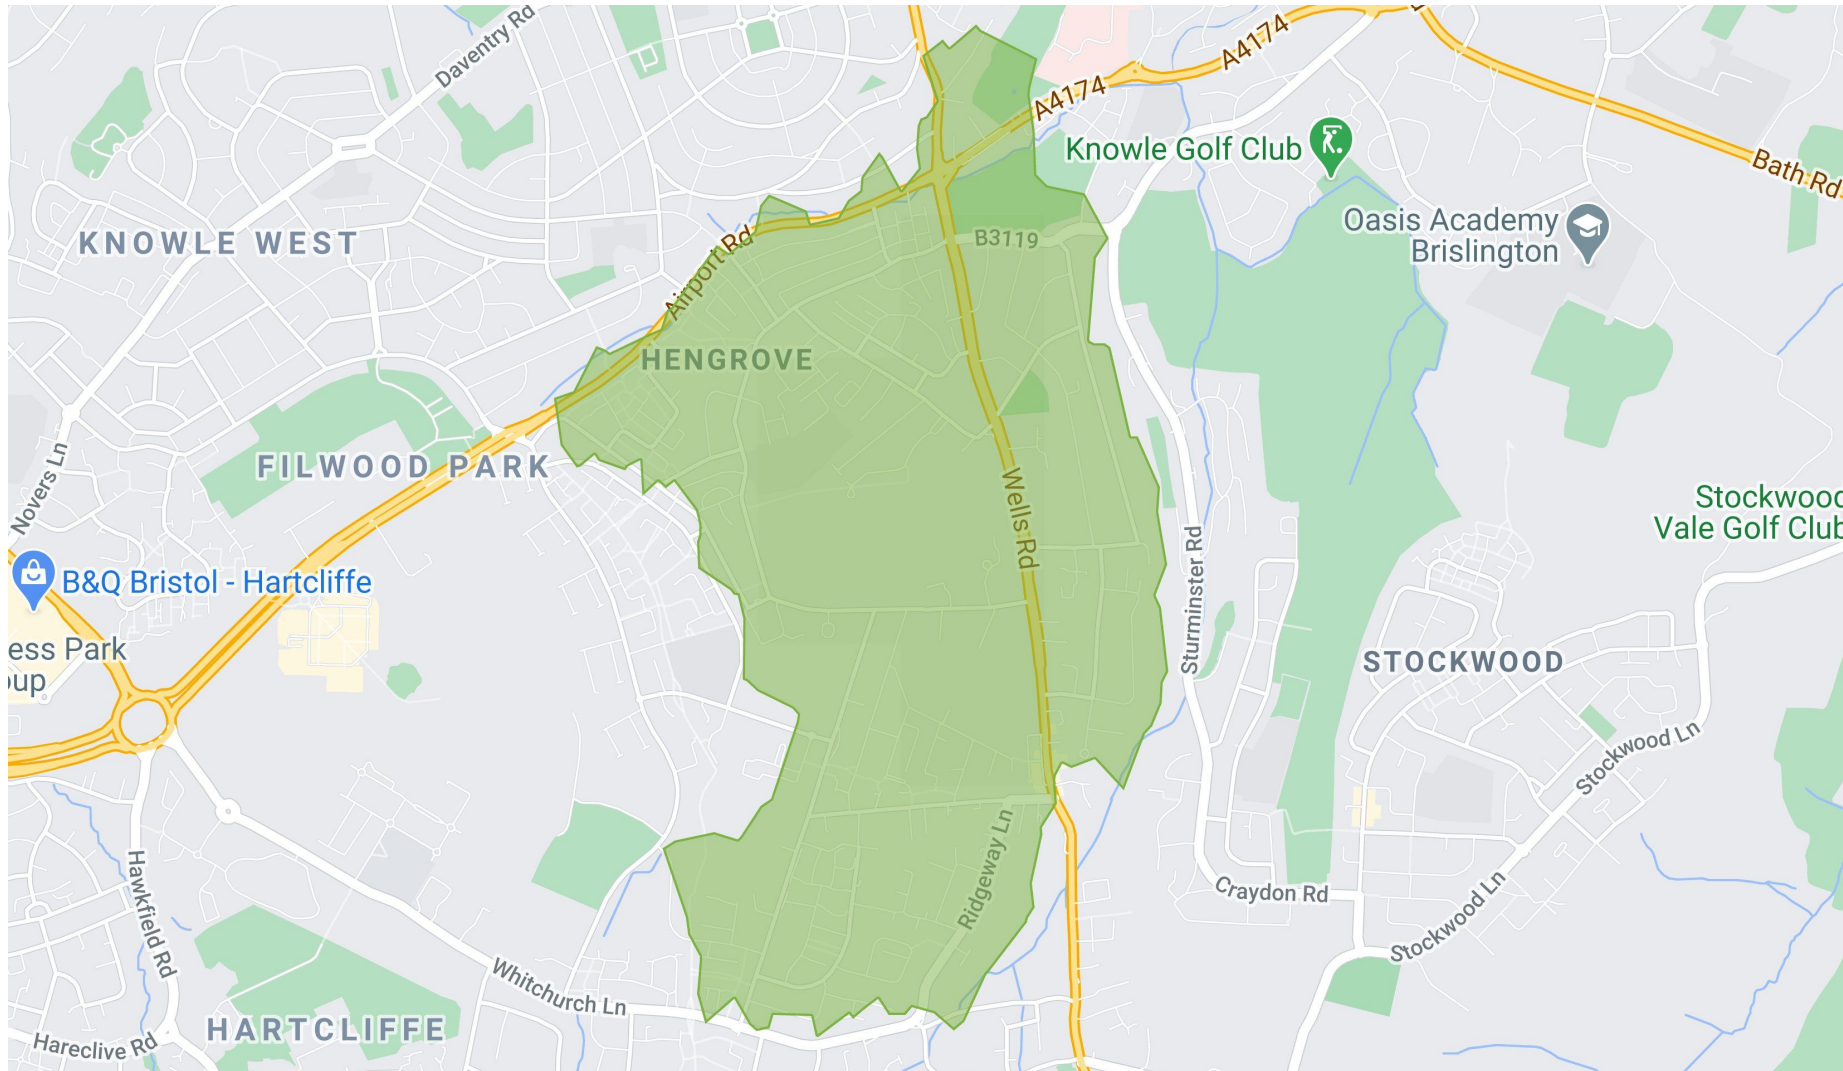 Daventry Rd
A4174
A4174
Knowle Golf Club
Bath Rd
Oasis Academy
Brislington
KNOWLE WEST
B3119
Airport Rd
HENGROVE
FILWOOD PARK
Novers Ln
Wells Rd
Stockwood
Vale Golf Club
B&Q Bristol - Hartcliffe
Sturminster Rd
ess Park
oup
STOCKWOOD
Stockwood Ln
Hawkfield Rd
Ridgeway Ln
Craydon Rd
Stockwood Ln
Whitchurch Ln
HARTCLIFFE
Hareclive Rd